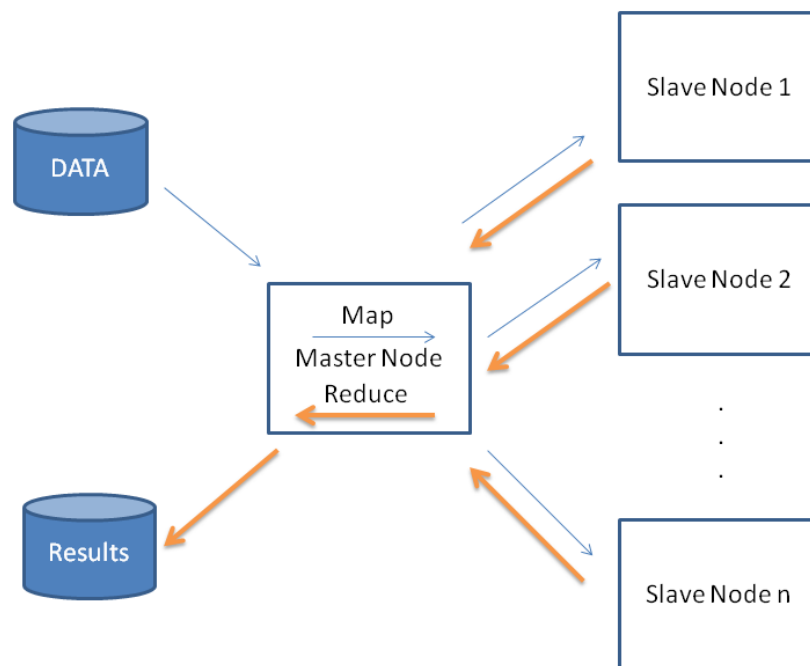 DATA
Slave Node 1
Slave Node 2
Map
Master Node
Reduce
.
.
.
Results
Slave Node n